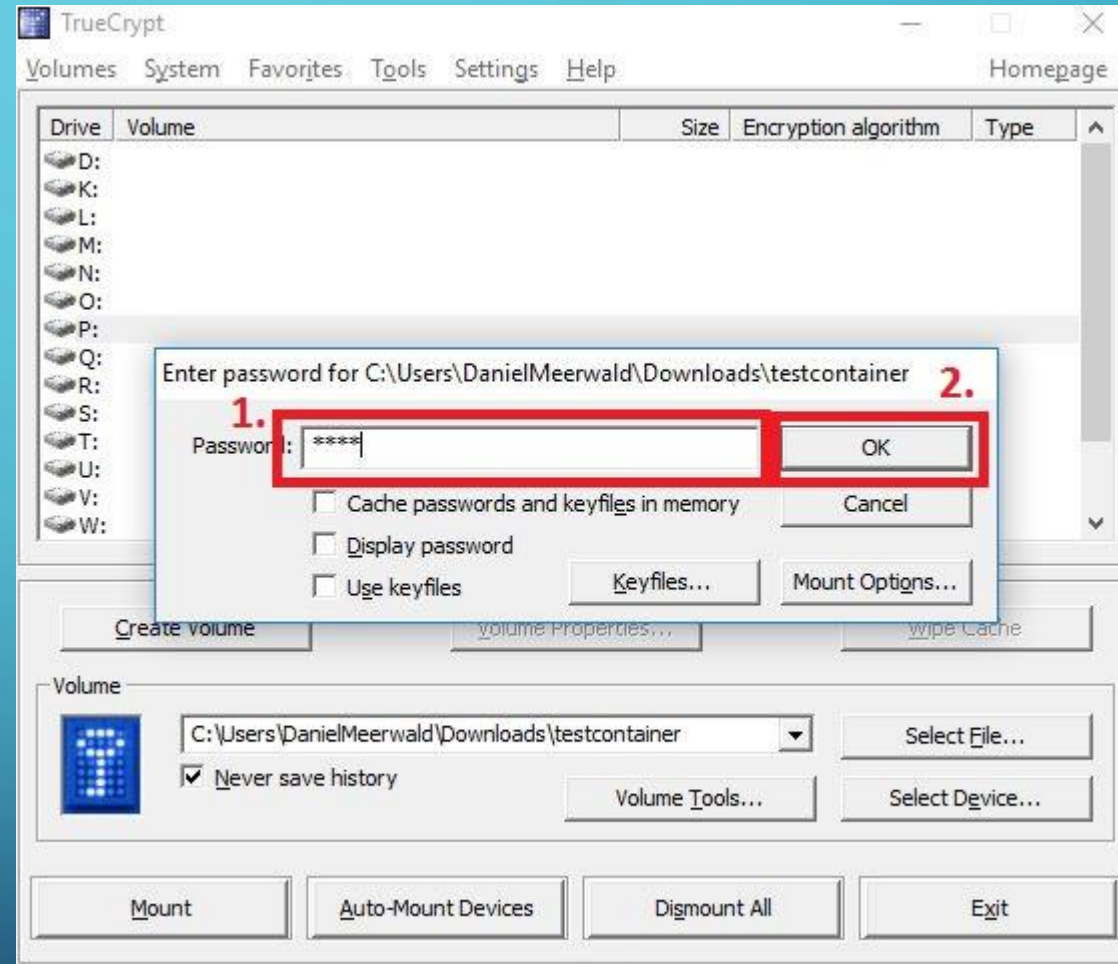 TrueCrypt
Volumes System Favorites Tools Settings Help Homepage
Drive Volume Size Encryption algorithm Type
D:
K:
L:
M:
N:
O:
P:
Q:
R:
S:
T:
U:
V:
W:
Enter password for C:\Users\DanielMeerwald\Downloads\testcontainer
1. 2.
Password: **** OK
Cache passwords and keyfiles in memory Cancel
Display password
Use keyfiles Keyfiles... Mount Options...
Create Volume Volume Properties... Wipe Cache
Volume
C:\Users\DanielMeerwald\Downloads\testcontainer Select File...
Never save history
Volume Tools... Select Device...
Mount Auto-Mount Devices Dismount All Exit